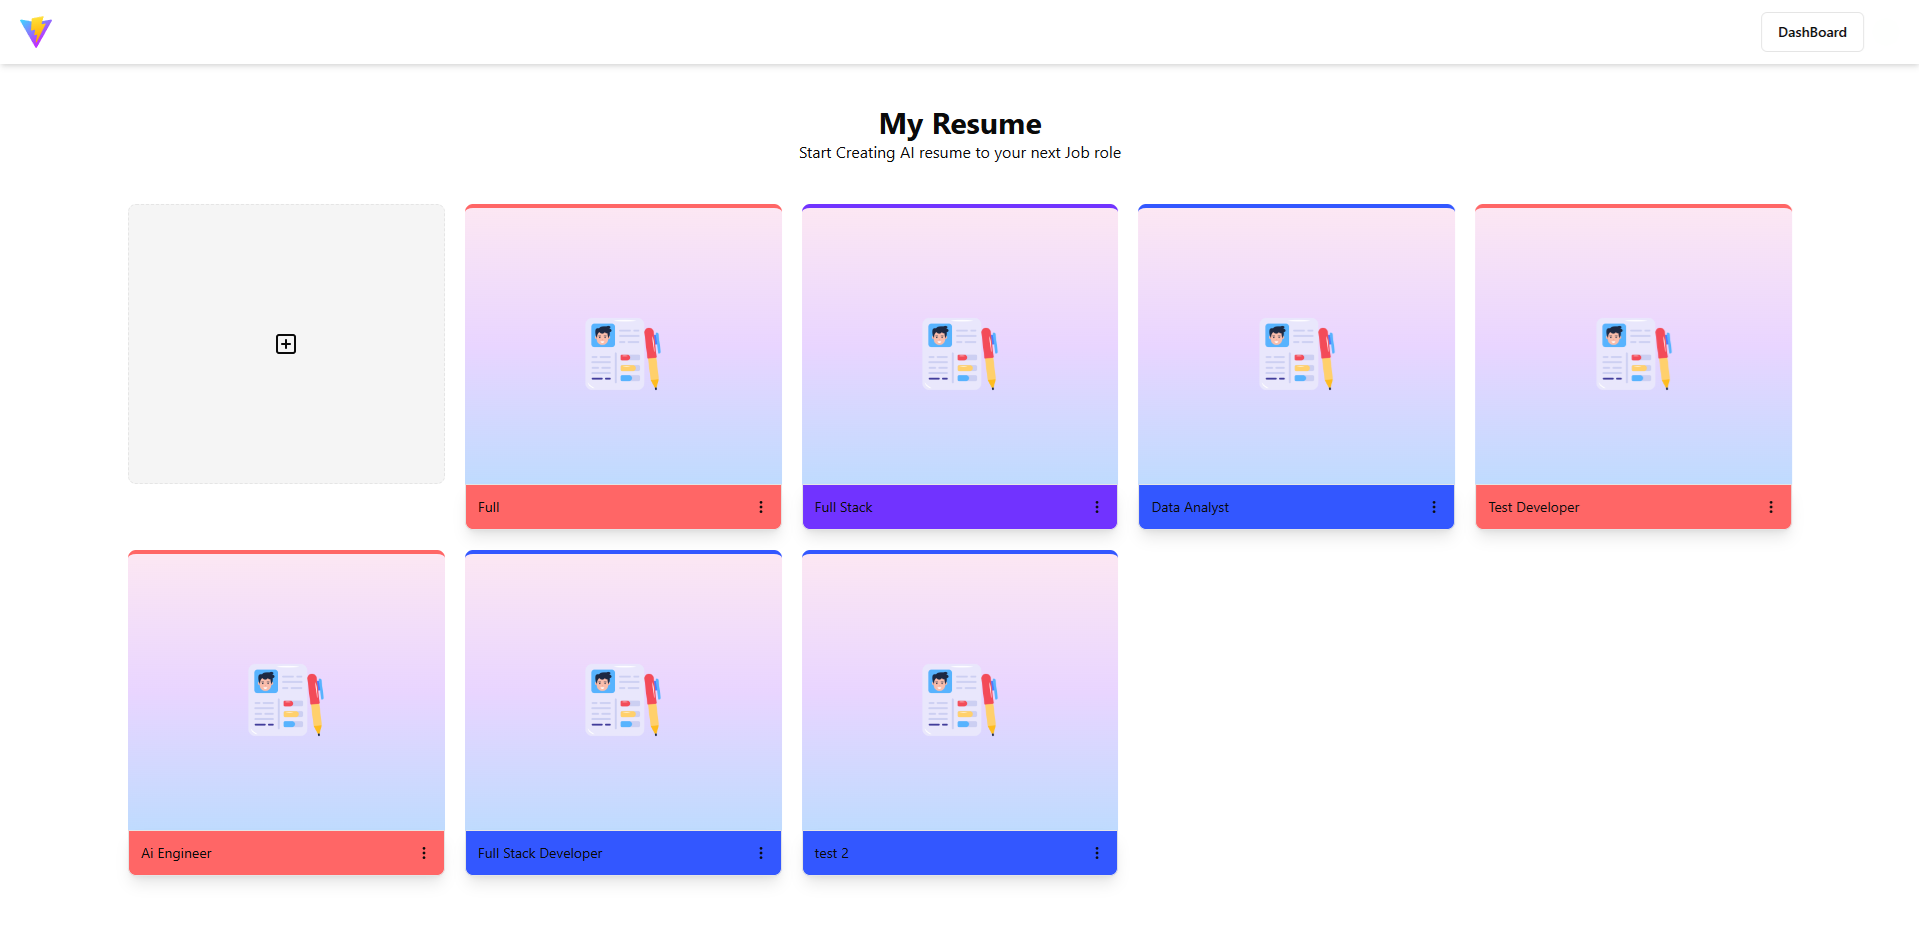 DashBoard
My Resume
Start Creating AI resume to your next Job role
Full
Full Stack
Data Analyst
Test Developer
Ai Engineer
Full Stack Developer
test 2